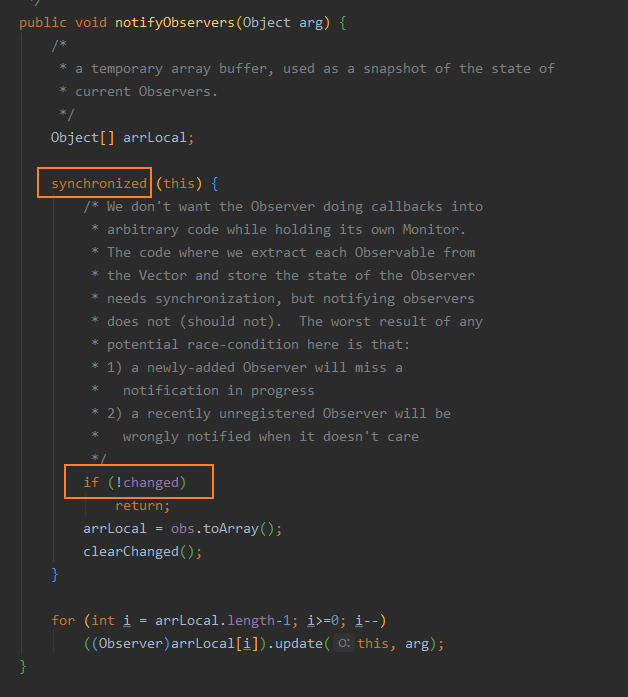 */
public void notifyObservers(Object arg) {
/*
* a temporary array buffer, used as a snapshot of the state of
* current Observers.
*/
Object[] arrLocal;
synchronized (this) {
/* We don't want the Observer doing callbacks into
* arbitrary code while holding its own Monitor.
* The code where we extract each Observable from
* the Vector and store the state of the Observer
* needs synchronization, but notifying observers
* does not (should not).  The worst result of any
* potential race-condition here is that:
* 1) a newly-added Observer will miss a
*   notification in progress
* 2) a recently unregistered Observer will be
*   wrongly notified when it doesn't care
*/
if (!changed)
return;
arrLocal = obs.toArray();
clearChanged();
}
for (int i = arrLocal.length-1; i>=0; i--)
((Observer)arrLocal[i]).update( o: this, arg);
}